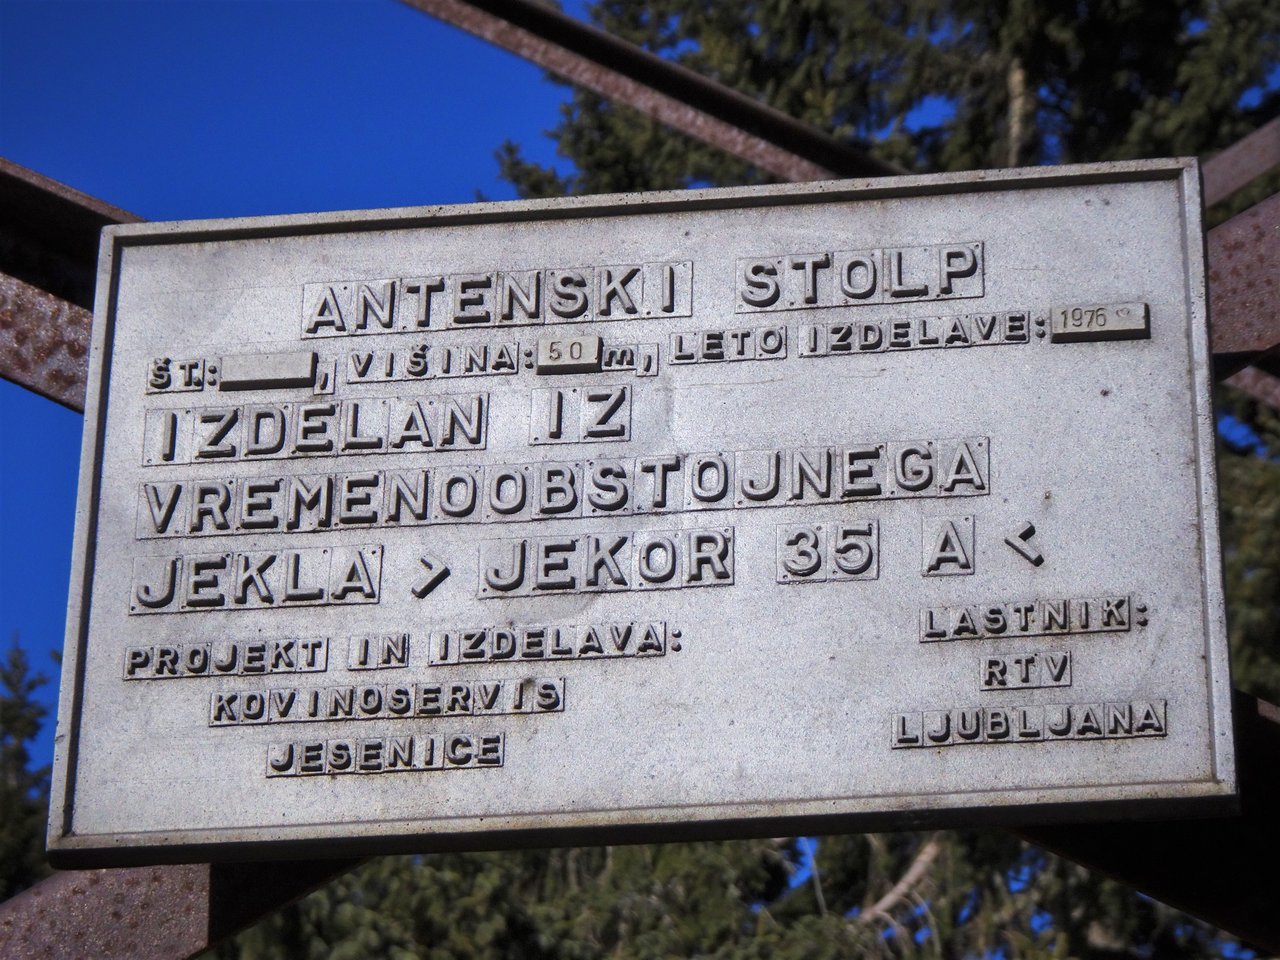 ANTENSKI STOLP
ŠT: , VIŠINA: 50 m, LETO IZDELAVE: 1976
IZDELAN IZ
VREMENOOBSTOJNEGA
JEKLA > JEKOR 35 A <
PROJEKT IN IZDELAVA:
KOVINOSERVIS
JESENICE
LASTNIK:
RTV
LJUBLJANA